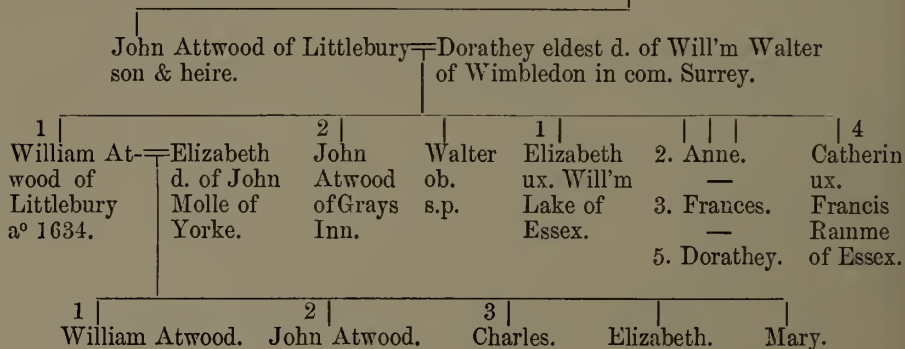 John Attwood of Littlebury
son & heire.
Dorathey eldest d. of Will'm Walter
of Wimbledon in com. Surrey.
1
William At-
wood of
Littlebury
aº 1634.
Elizabeth
d. of John
Molle of
Yorke.
2
John
Atwood
of Grays
Inn.
Walter
ob.
s.p.
1
Elizabeth
ux. Will'm
Lake of
Essex.
2. Anne.
—
3. Frances.
—
5. Dorathey.
4
Catherin
ux.
Francis
Ramme
of Essex.
1
William Atwood.
2
John Atwood.
3
Charles.
Elizabeth.
Mary.